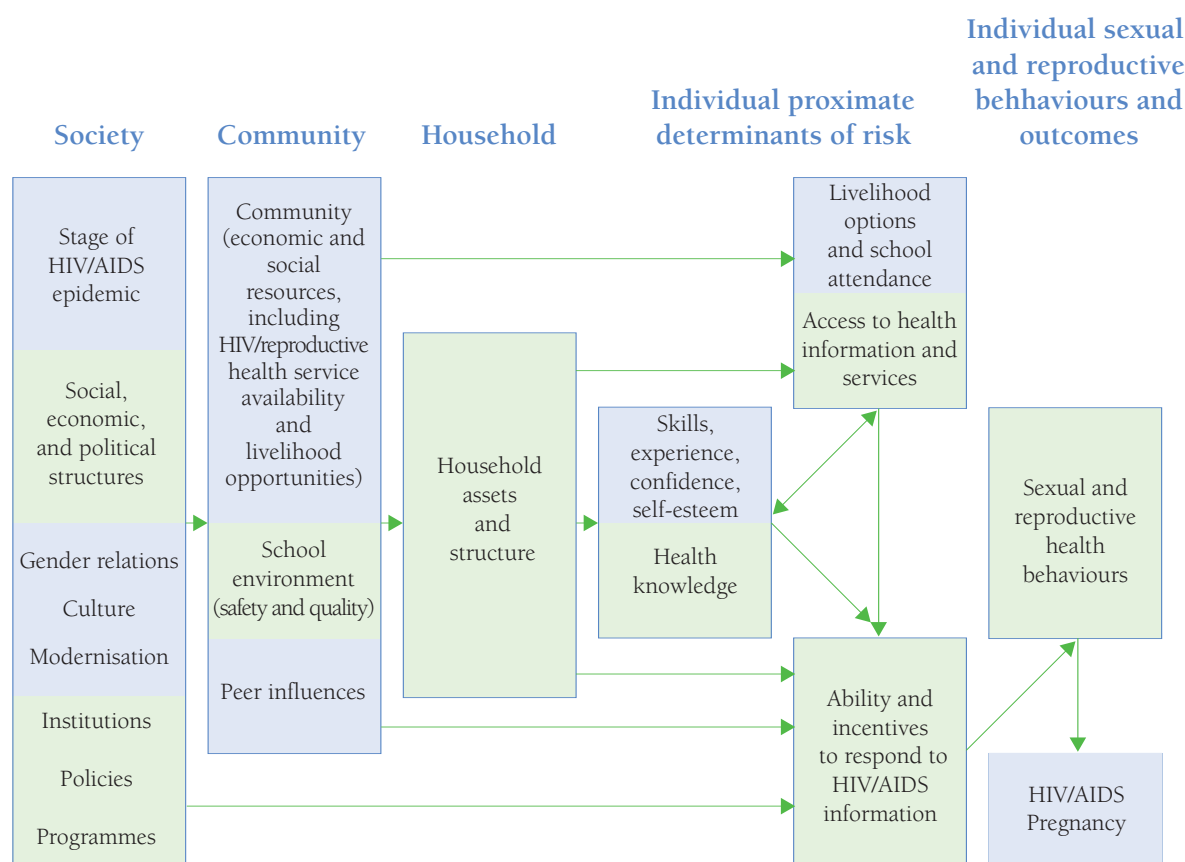 Society
Community
Household
Individual proximate
determinants of risk
Individual sexual
and reproductive
behhaviours and
outcomes
Stage of
HIV/AIDS
epidemic
Social,
economic,
and political
structures
Gender relations
Culture
Modernisation
Institutions
Policies
Programmes
Community
(economic and
social
resources,
including
HIV/reproductive
health service
availability
and
livelihood
opportunities)
School
environment
(safety and quality)
Peer influences
Household
assets
and
structure
Skills,
experience,
confidence,
self-esteem
Health
knowledge
Livelihood
options
and school
attendance
Access to health
information and
services
Ability and
incentives
to respond to
HIV/AIDS
information
Sexual and
reproductive
health
behaviours
HIV/AIDS
Pregnancy